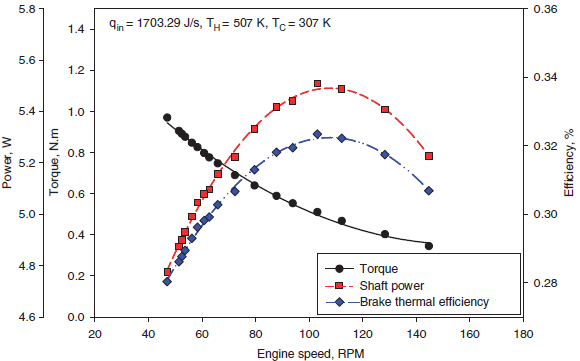 q_in = 1703.29 J/s, T_H = 507 K, T_C = 307 K
Power, W
5.8
5.6
5.4
5.2
5.0
4.8
4.6
Torque, N.m
1.4
1.2
1.0
0.8
0.6
0.4
0.2
0.0
Efficiency, %
0.36
0.34
0.32
0.30
0.28
Torque
Shaft power
Brake thermal efficiency
20 40 60 80 100 120 140 160 180
Engine speed, RPM